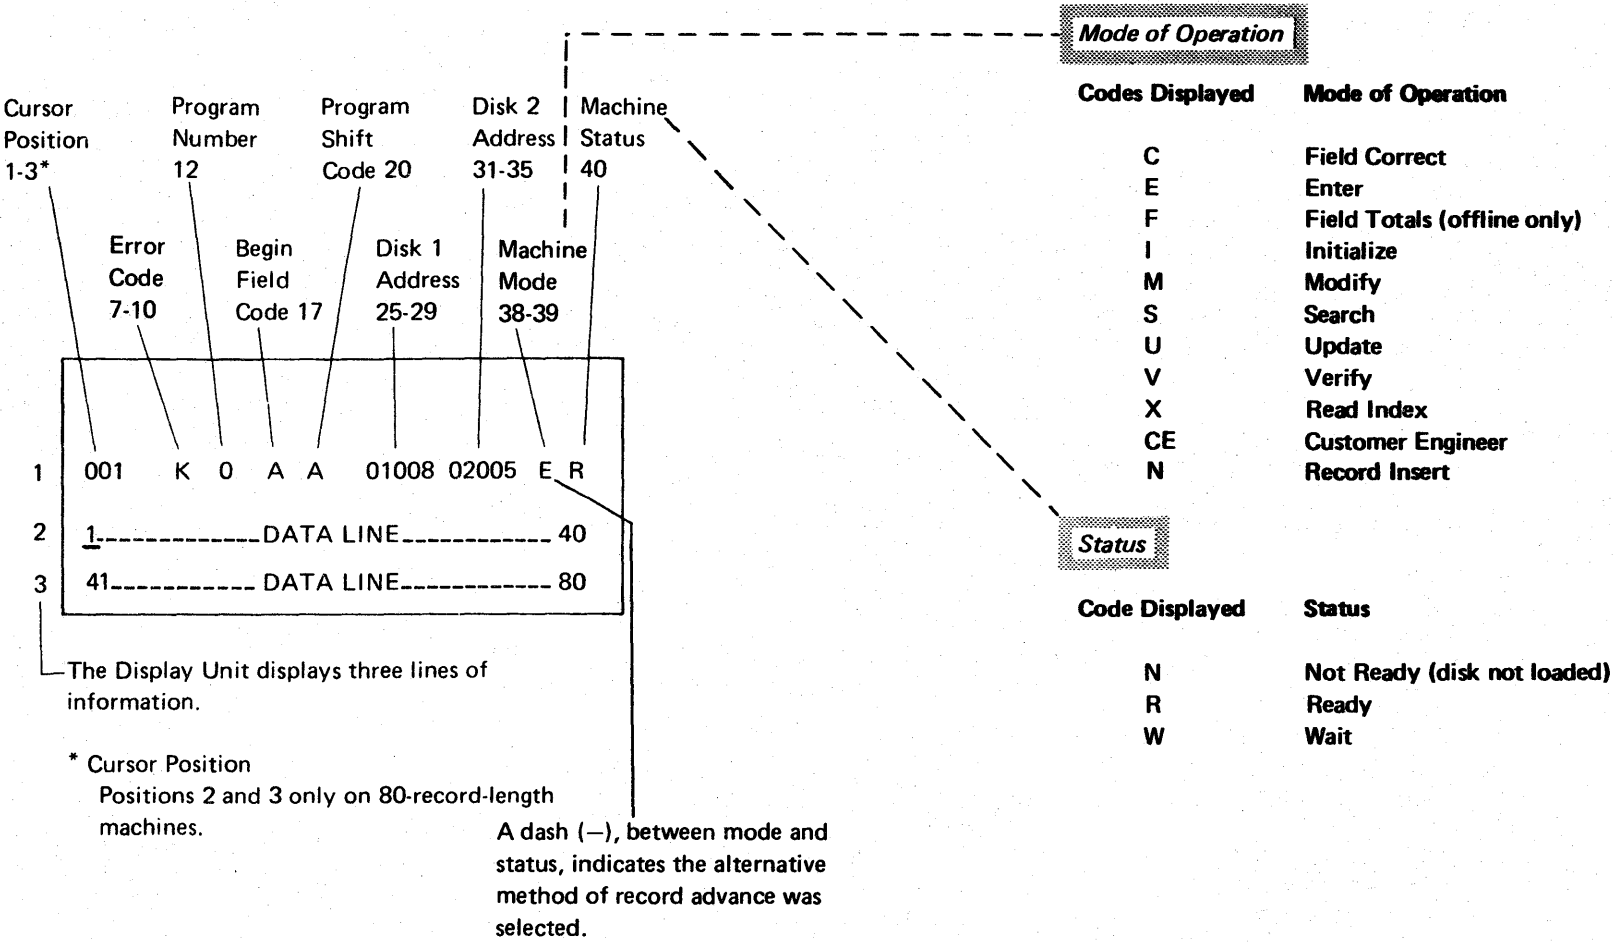 Mode of Operation
Codes Displayed Mode of Operation
C Field Correct
E Enter
F Field Totals (offline only)
I Initialize
M Modify
S Search
U Update
V Verify
X Read Index
CE Customer Engineer
N Record Insert
Cursor Position 1-3*
Program Number 12
Program Shift Code 20
Disk 2 Address 31-35
Machine Status 40
Error Code 7-10
Begin Field Code 17
Disk 1 Address 25-29
Machine Mode 38-39
1 001 K 0 A A 01008 02005 E R
2 1-------------DATA LINE------------ 40
3 41----------- DATA LINE------------ 80
The Display Unit displays three lines of
information.
* Cursor Position
Positions 2 and 3 only on 80-record-length
machines.
A dash (—), between mode and
status, indicates the alternative
method of record advance was
selected.
Status
Code Displayed Status
N Not Ready (disk not loaded)
R Ready
W Wait